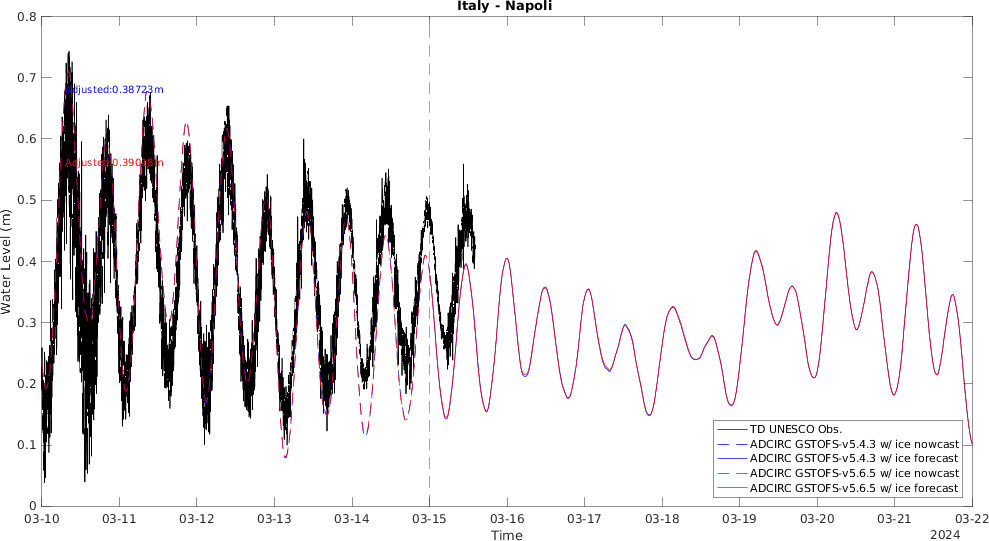 Italy - Napoli
0.8
0.7
0.6
0.5
0.4
0.3
0.2
0.1
0
Water Level (m)
Adjusted:0.38723m
03-10 03-11 03-12 03-13 03-14 03-15 03-16 03-17 03-18 03-19 03-20 03-21 03-22
Time
2024
TD UNESCO Obs.
ADCIRC GSTOFS-v5.4.3 w/ ice nowcast
ADCIRC GSTOFS-v5.4.3 w/ ice forecast
ADCIRC GSTOFS-v5.6.5 w/ ice nowcast
ADCIRC GSTOFS-v5.6.5 w/ ice forecast